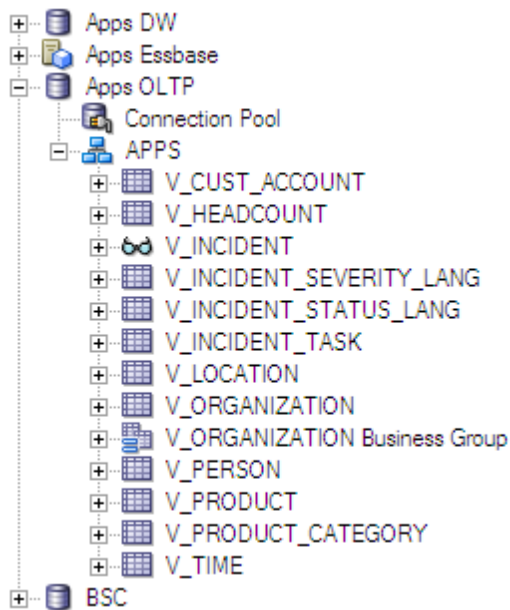 Apps DW
Apps Essbase
Apps OLTP
Connection Pool
APPS
V_CUST_ACCOUNT
V_HEADCOUNT
V_INCIDENT
V_INCIDENT_SEVERITY_LANG
V_INCIDENT_STATUS_LANG
V_INCIDENT_TASK
V_LOCATION
V_ORGANIZATION
V_ORGANIZATION Business Group
V_PERSON
V_PRODUCT
V_PRODUCT_CATEGORY
V_TIME
BSC